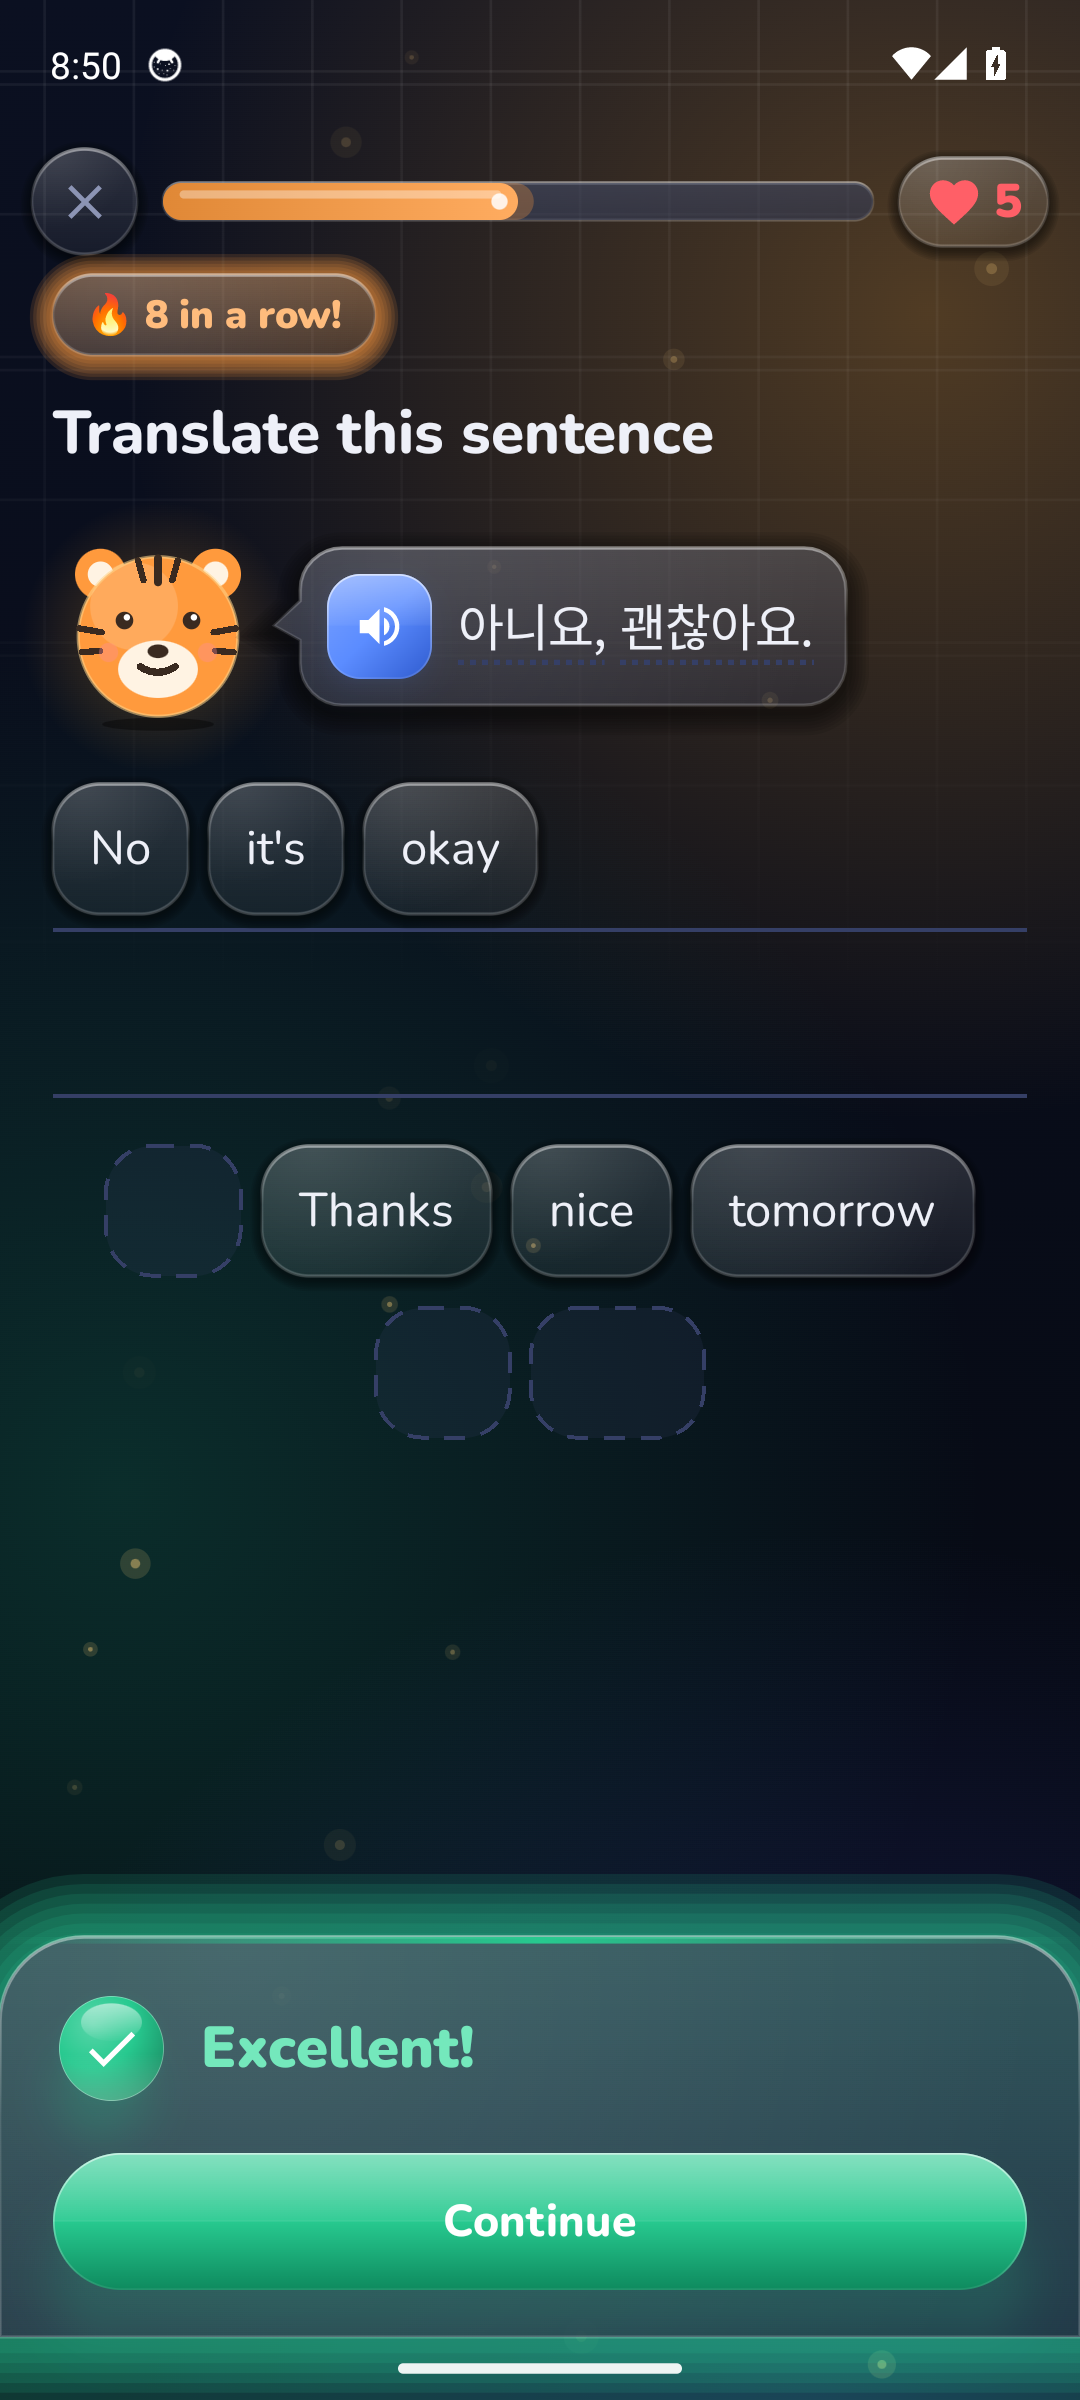 8:50
5
🔥 8 in a row!
Translate this sentence
아니요, 괜찮아요.
No it's okay
Thanks nice tomorrow
Excellent!
Continue